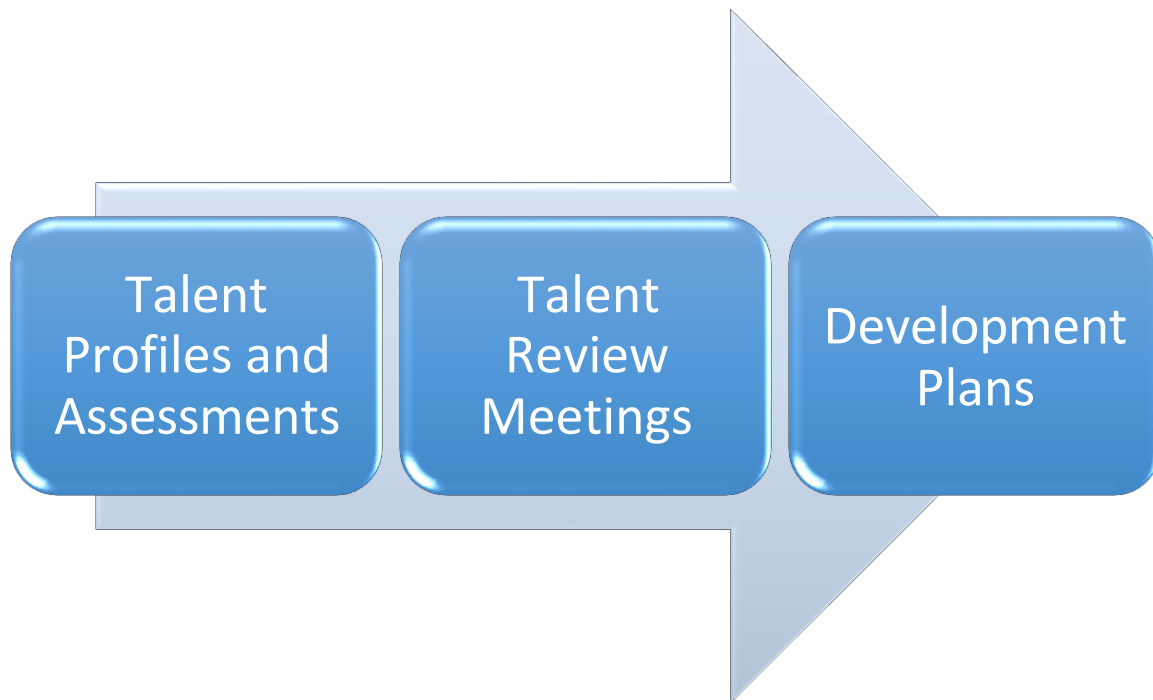 Talent
Profiles and
Assessments
Talent
Review
Meetings
Development
Plans